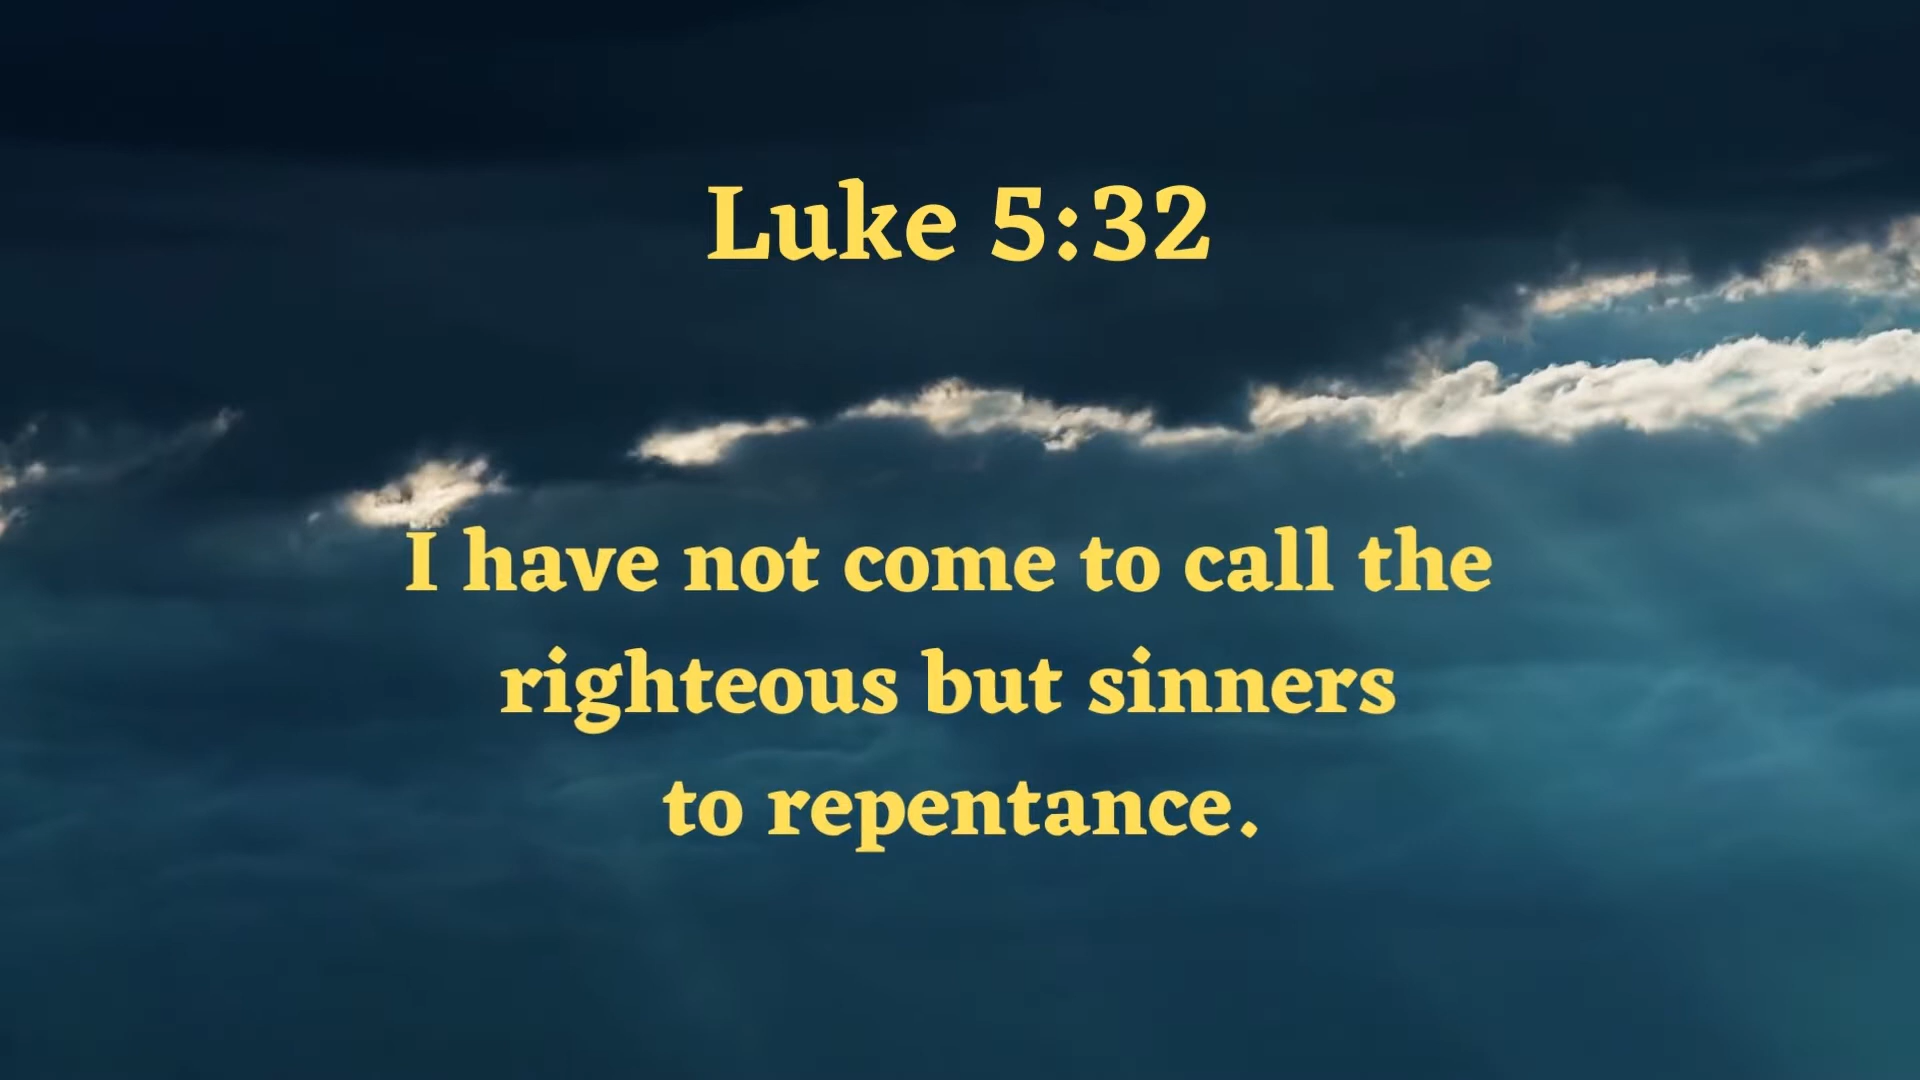 Luke 5:32
I have not come to call the
righteous but sinners
to repentance.